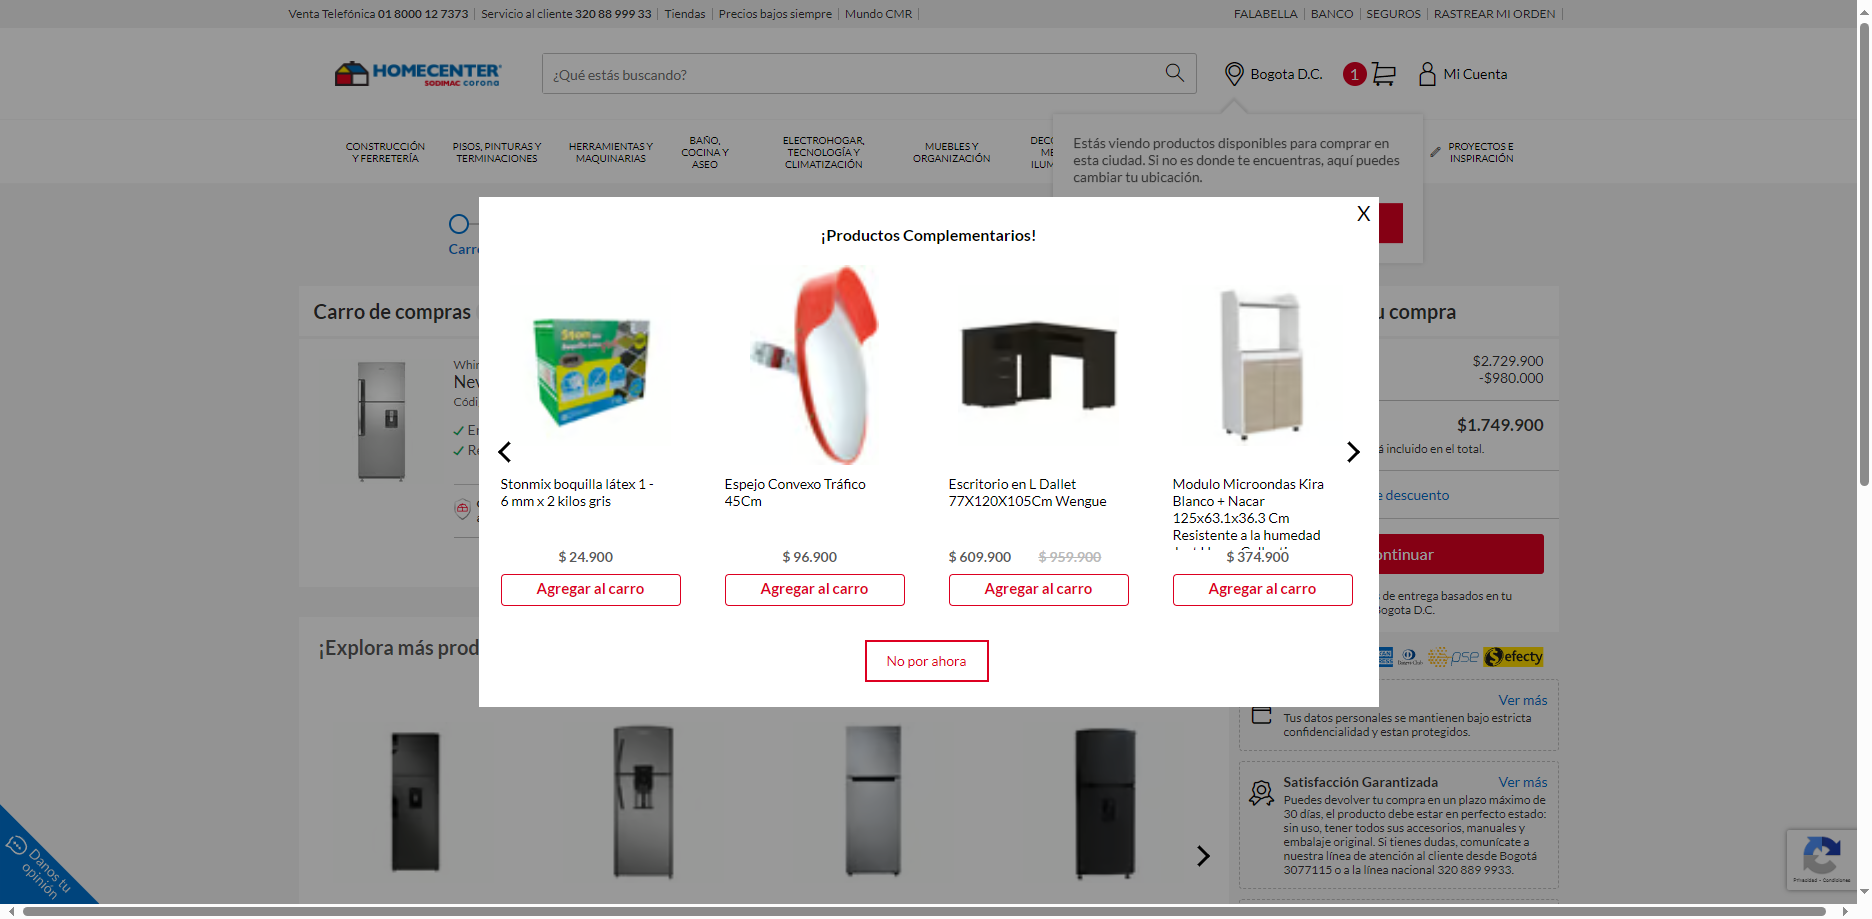 Venta Telefónica 01 8000 12 7373 Servicio al cliente 320 88 999 33 Tiendas Precios bajos siempre Mundo CMR
FALABELLA BANCO SEGUROS RASTREAR MI ORDEN
HOMECENTER
SODIMAC corona
¿Qué estás buscando?
Bogota D.C.
1
Mi Cuenta
CONSTRUCCIÓN
Y FERRETERÍA
PISOS, PINTURAS Y
TERMINACIONES
HERRAMIENTAS Y
MAQUINARIAS
BAÑO,
COCINA Y
ASEO
ELECTROHOGAR,
TECNOLOGÍA Y
CLIMATIZACIÓN
MUEBLES Y
ORGANIZACIÓN
PROYECTOS E
INSPIRACIÓN
Estás viendo productos disponibles para comprar en
esta ciudad. Si no es donde te encuentras, aquí puedes
cambiar tu ubicación.
X
¡Productos Complementarios!
Stonmix boquilla látex 1 -
6 mm x 2 kilos gris
$ 24.900
Agregar al carro
Espejo Convexo Tráfico
45Cm
$ 96.900
Agregar al carro
Escritorio en L Dallet
77X120X105Cm Wengue
$ 609.900 $ 959.900
Agregar al carro
Modulo Microondas Kira
Blanco + Nacar
125x63.1x36.3 Cm
Resistente a la humedad
$ 374.900
Agregar al carro
No por ahora
Carro de compras
u compra
$2.729.900
-$980.000
$1.749.900
á incluido en el total.
e descuento
ontinuar
de entrega basados en tu
Bogota D.C.
pse
efecty
¡Explora más prod
Ver más
Tus datos personales se mantienen bajo estricta
confidencialidad y estan protegidos.
Satisfacción Garantizada Ver más
Puedes devolver tu compra en un plazo máximo de
30 días, el producto debe estar en perfecto estado:
sin uso, tener todos sus accesorios, manuales y
embalaje original. Si tienes dudas, comunícate a
nuestra línea de atención al cliente desde Bogotá
3077115 o a la línea nacional 320 889 9933.
Danos tu
opinión
Privacidad - Condiciones